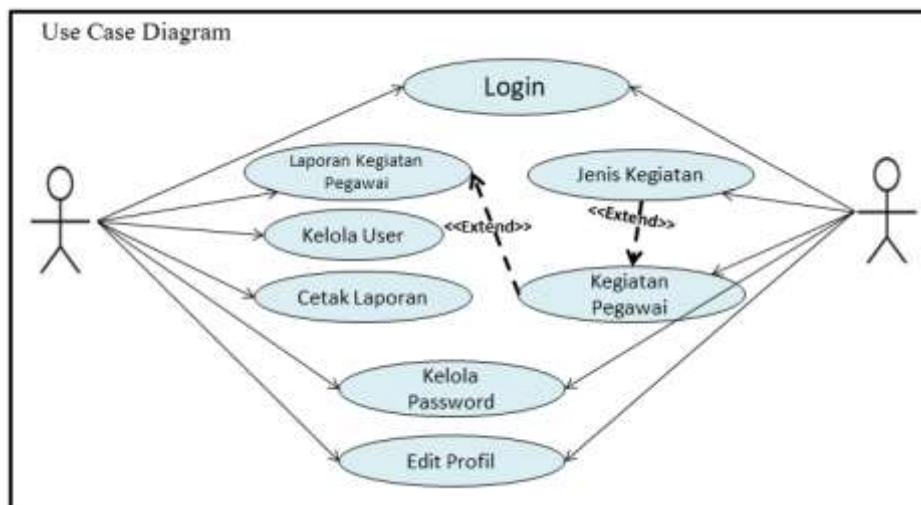 Use Case Diagram
Login
Laporan Kegiatan
Pegawai
Jenis Kegiatan
<<Extend>>
<<Extend>>
Kelola User
Cetak Laporan
Kegiatan
Pegawai
Kelola
Password
Edit Profil